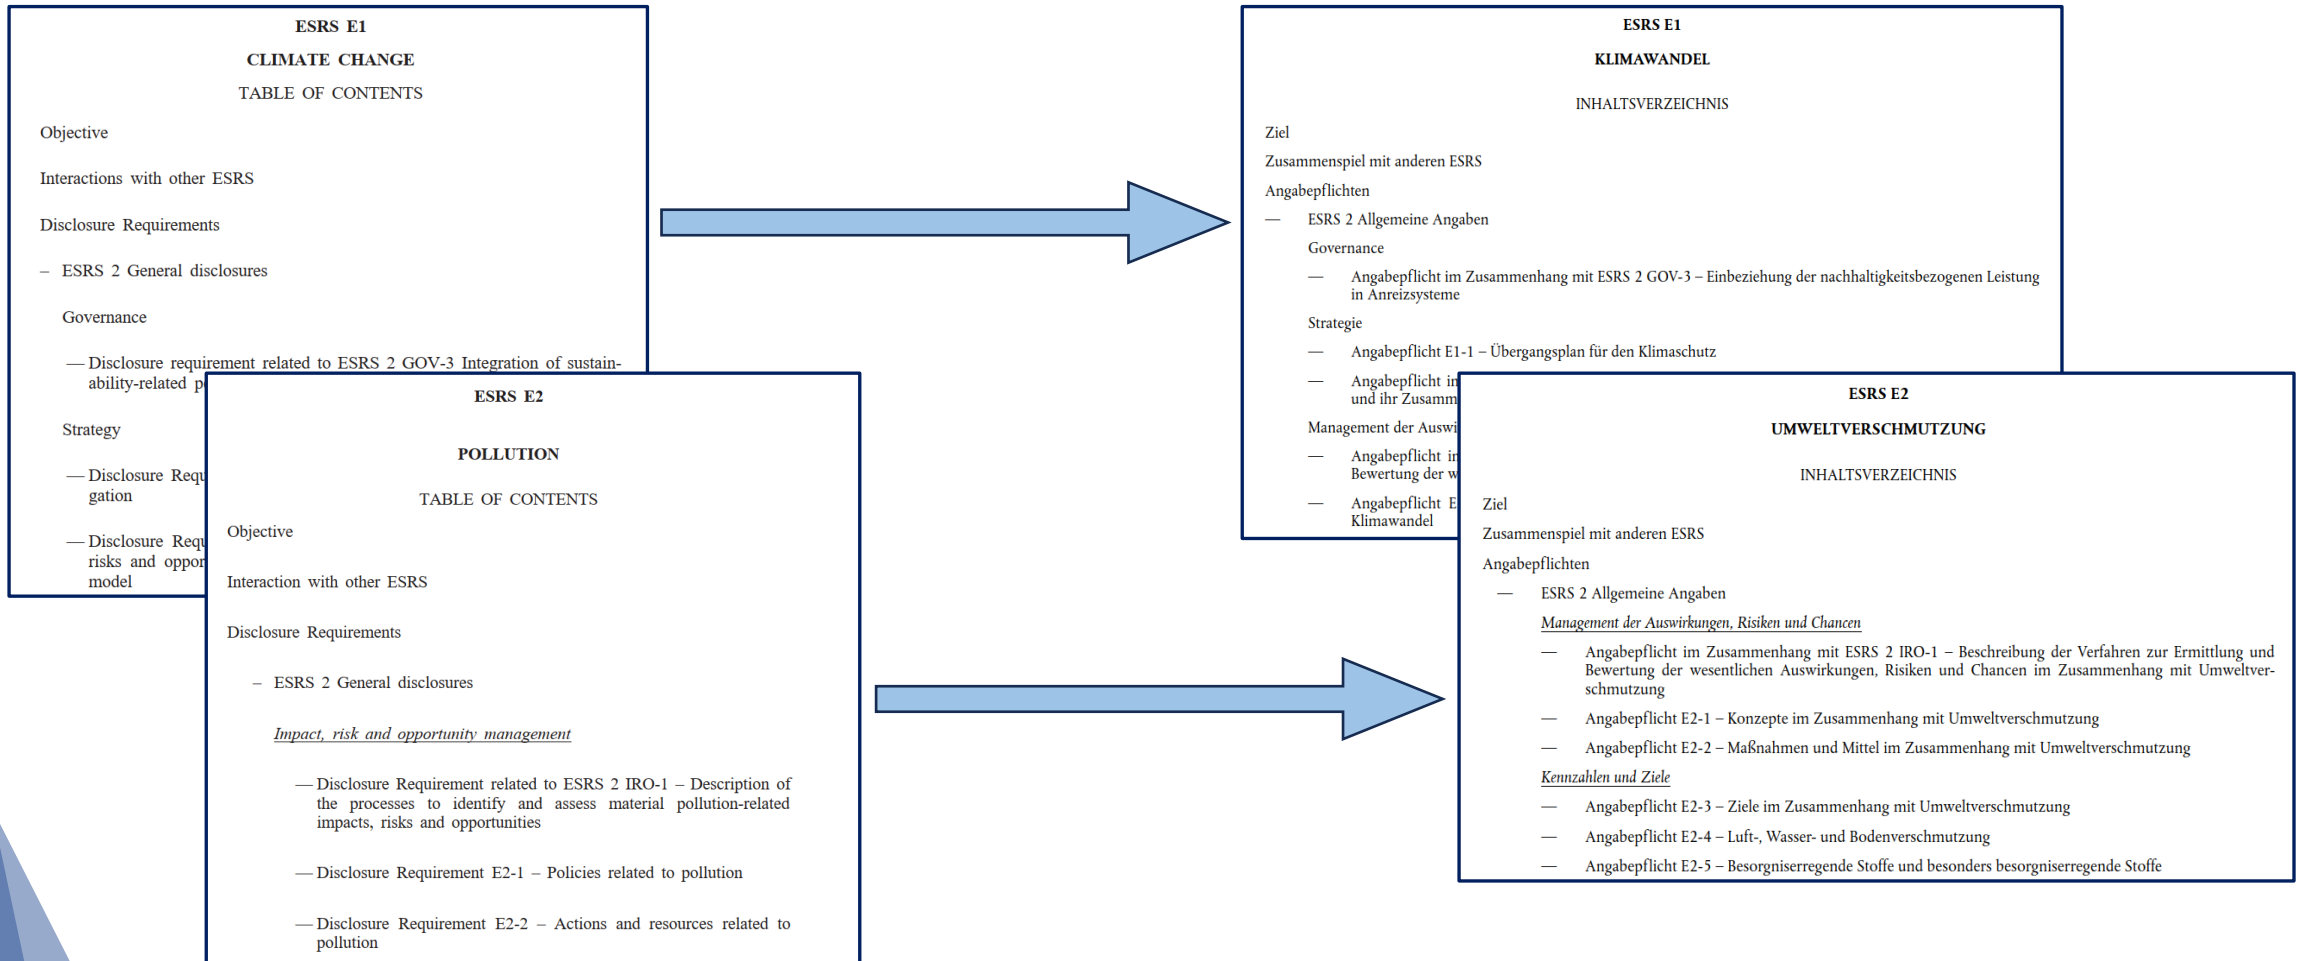 ESRS E1
CLIMATE CHANGE
TABLE OF CONTENTS
Objective
Interactions with other ESRS
Disclosure Requirements
– ESRS 2 General disclosures
Governance
— Disclosure requirement related to ESRS 2 GOV-3 Integration of sustain-
ability-related
Strategy
— Disclosure
gation
— Disclosure
risks and
model
ESRS E2
POLLUTION
TABLE OF CONTENTS
Objective
Interaction with other ESRS
Disclosure Requirements
– ESRS 2 General disclosures
Impact, risk and opportunity management
— Disclosure Requirement related to ESRS 2 IRO-1 – Description of
the processes to identify and assess material pollution-related
impacts, risks and opportunities
— Disclosure Requirement E2-1 – Policies related to pollution
— Disclosure Requirement E2-2 – Actions and resources related to
pollution
ESRS E1
KLIMAWANDEL
INHALTSVERZEICHNIS
Ziel
Zusammenspiel mit anderen ESRS
Angabepflichten
— ESRS 2 Allgemeine Angaben
Governance
— Angabepflicht im Zusammenhang mit ESRS 2 GOV-3 – Einbeziehung der nachhaltigkeitsbezogenen Leistung
in Anreizsysteme
Strategie
— Angabepflicht E1-1 – Übergangsplan für den Klimaschutz
— Angabepflicht
und ihr
Management der
— Angabepflicht
Bewertung der
— Angabepflicht
Klimawandel
ESRS E2
UMWELTVERSCHMUTZUNG
INHALTSVERZEICHNIS
Ziel
Zusammenspiel mit anderen ESRS
Angabepflichten
— ESRS 2 Allgemeine Angaben
Management der Auswirkungen, Risiken und Chancen
— Angabepflicht im Zusammenhang mit ESRS 2 IRO-1 – Beschreibung der Verfahren zur Ermittlung und
Bewertung der wesentlichen Auswirkungen, Risiken und Chancen im Zusammenhang mit Umweltver-
schmutzung
— Angabepflicht E2-1 – Konzepte im Zusammenhang mit Umweltverschmutzung
— Angabepflicht E2-2 – Maßnahmen und Mittel im Zusammenhang mit Umweltverschmutzung
Kennzahlen und Ziele
— Angabepflicht E2-3 – Ziele im Zusammenhang mit Umweltverschmutzung
— Angabepflicht E2-4 – Luft-, Wasser- und Bodenverschmutzung
— Angabepflicht E2-5 – Besorgniserregende Stoffe und besonders besorgniserregende Stoffe